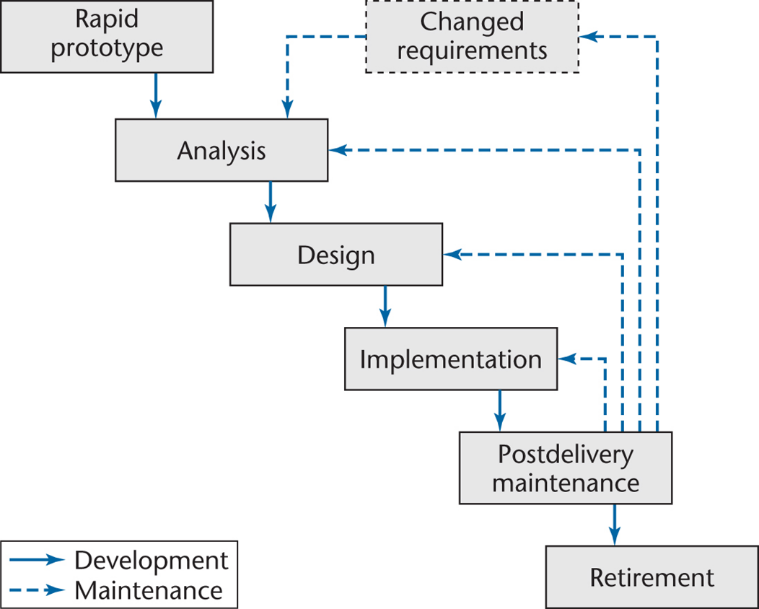 Rapid
prototype
Changed
requirements
Analysis
Design
Implementation
Postdelivery
maintenance
Retirement
Development
Maintenance